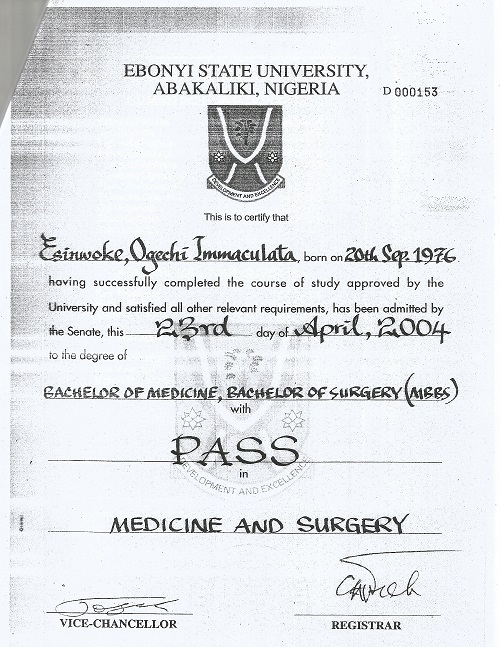 EBONYI STATE UNIVERSITY,
ABAKALIKI, NIGERIA
D 000153
DEVELOPMENT AND EXCELLENCE
This is to certify that
Esinwoke, Ogechi Immaculata, born on 20th Sep. 1976
having successfully completed the course of study approved by the
University and satisfied all other relevant requirements, has been admitted by
the Senate, this 23rd day of April, 2004
to the degree of
BACHELOR OF MEDICINE, BACHELOR OF SURGERY (MBBS)
with
PASS
in
DEVELOPMENT AND EXCELLENCE
MEDICINE AND SURGERY
VICE-CHANCELLOR
REGISTRAR